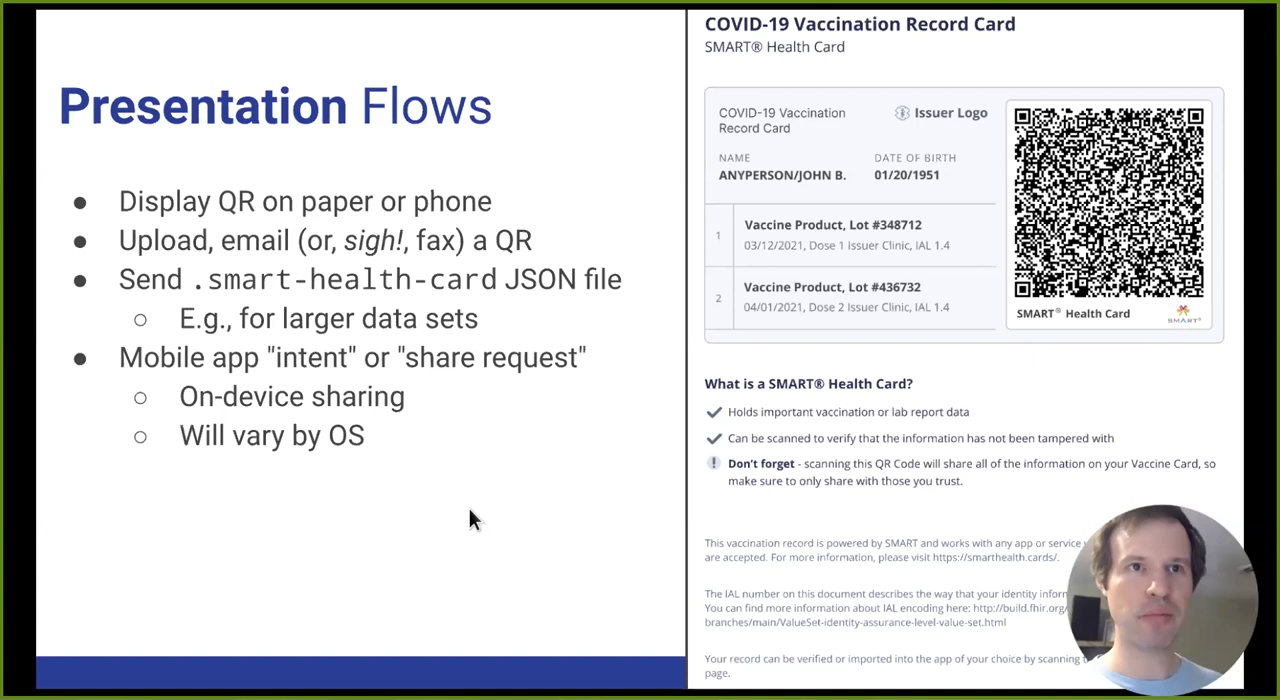 Presentation Flows
● Display QR on paper or phone
● Upload, email (or, sigh!, fax) a QR
● Send .smart-health-card JSON file
○ E.g., for larger data sets
● Mobile app "intent" or "share request"
○ On-device sharing
○ Will vary by OS
COVID-19 Vaccination Record Card
SMART® Health Card
COVID-19 Vaccination
Record Card
Issuer Logo
NAME
DATE OF BIRTH
ANYPERSON/JOHN B.
01/20/1951
1
Vaccine Product, Lot #348712
03/12/2021, Dose 1 Issuer Clinic, IAL 1.4
2
Vaccine Product, Lot #436732
04/01/2021, Dose 2 Issuer Clinic, IAL 1.4
SMART® Health Card
SMART®
What is a SMART® Health Card?
Holds important vaccination or lab report data
Can be scanned to verify that the information has not been tampered with
! Don't forget - scanning this QR Code will share all of the information on your Vaccine Card, so
make sure to only share with those you trust.
This vaccination record is powered by SMART and works with any app or service
are accepted. For more information, please visit https://smarthealth.cards/.
The IAL number on this document describes the way that your identity infor
You can find more information about IAL encoding here: http://build.fhir.org/
branches/main/ValueSet-identity-assurance-level-value-set.html
Your record can be verified or imported into the app of your choice by scanning
page.